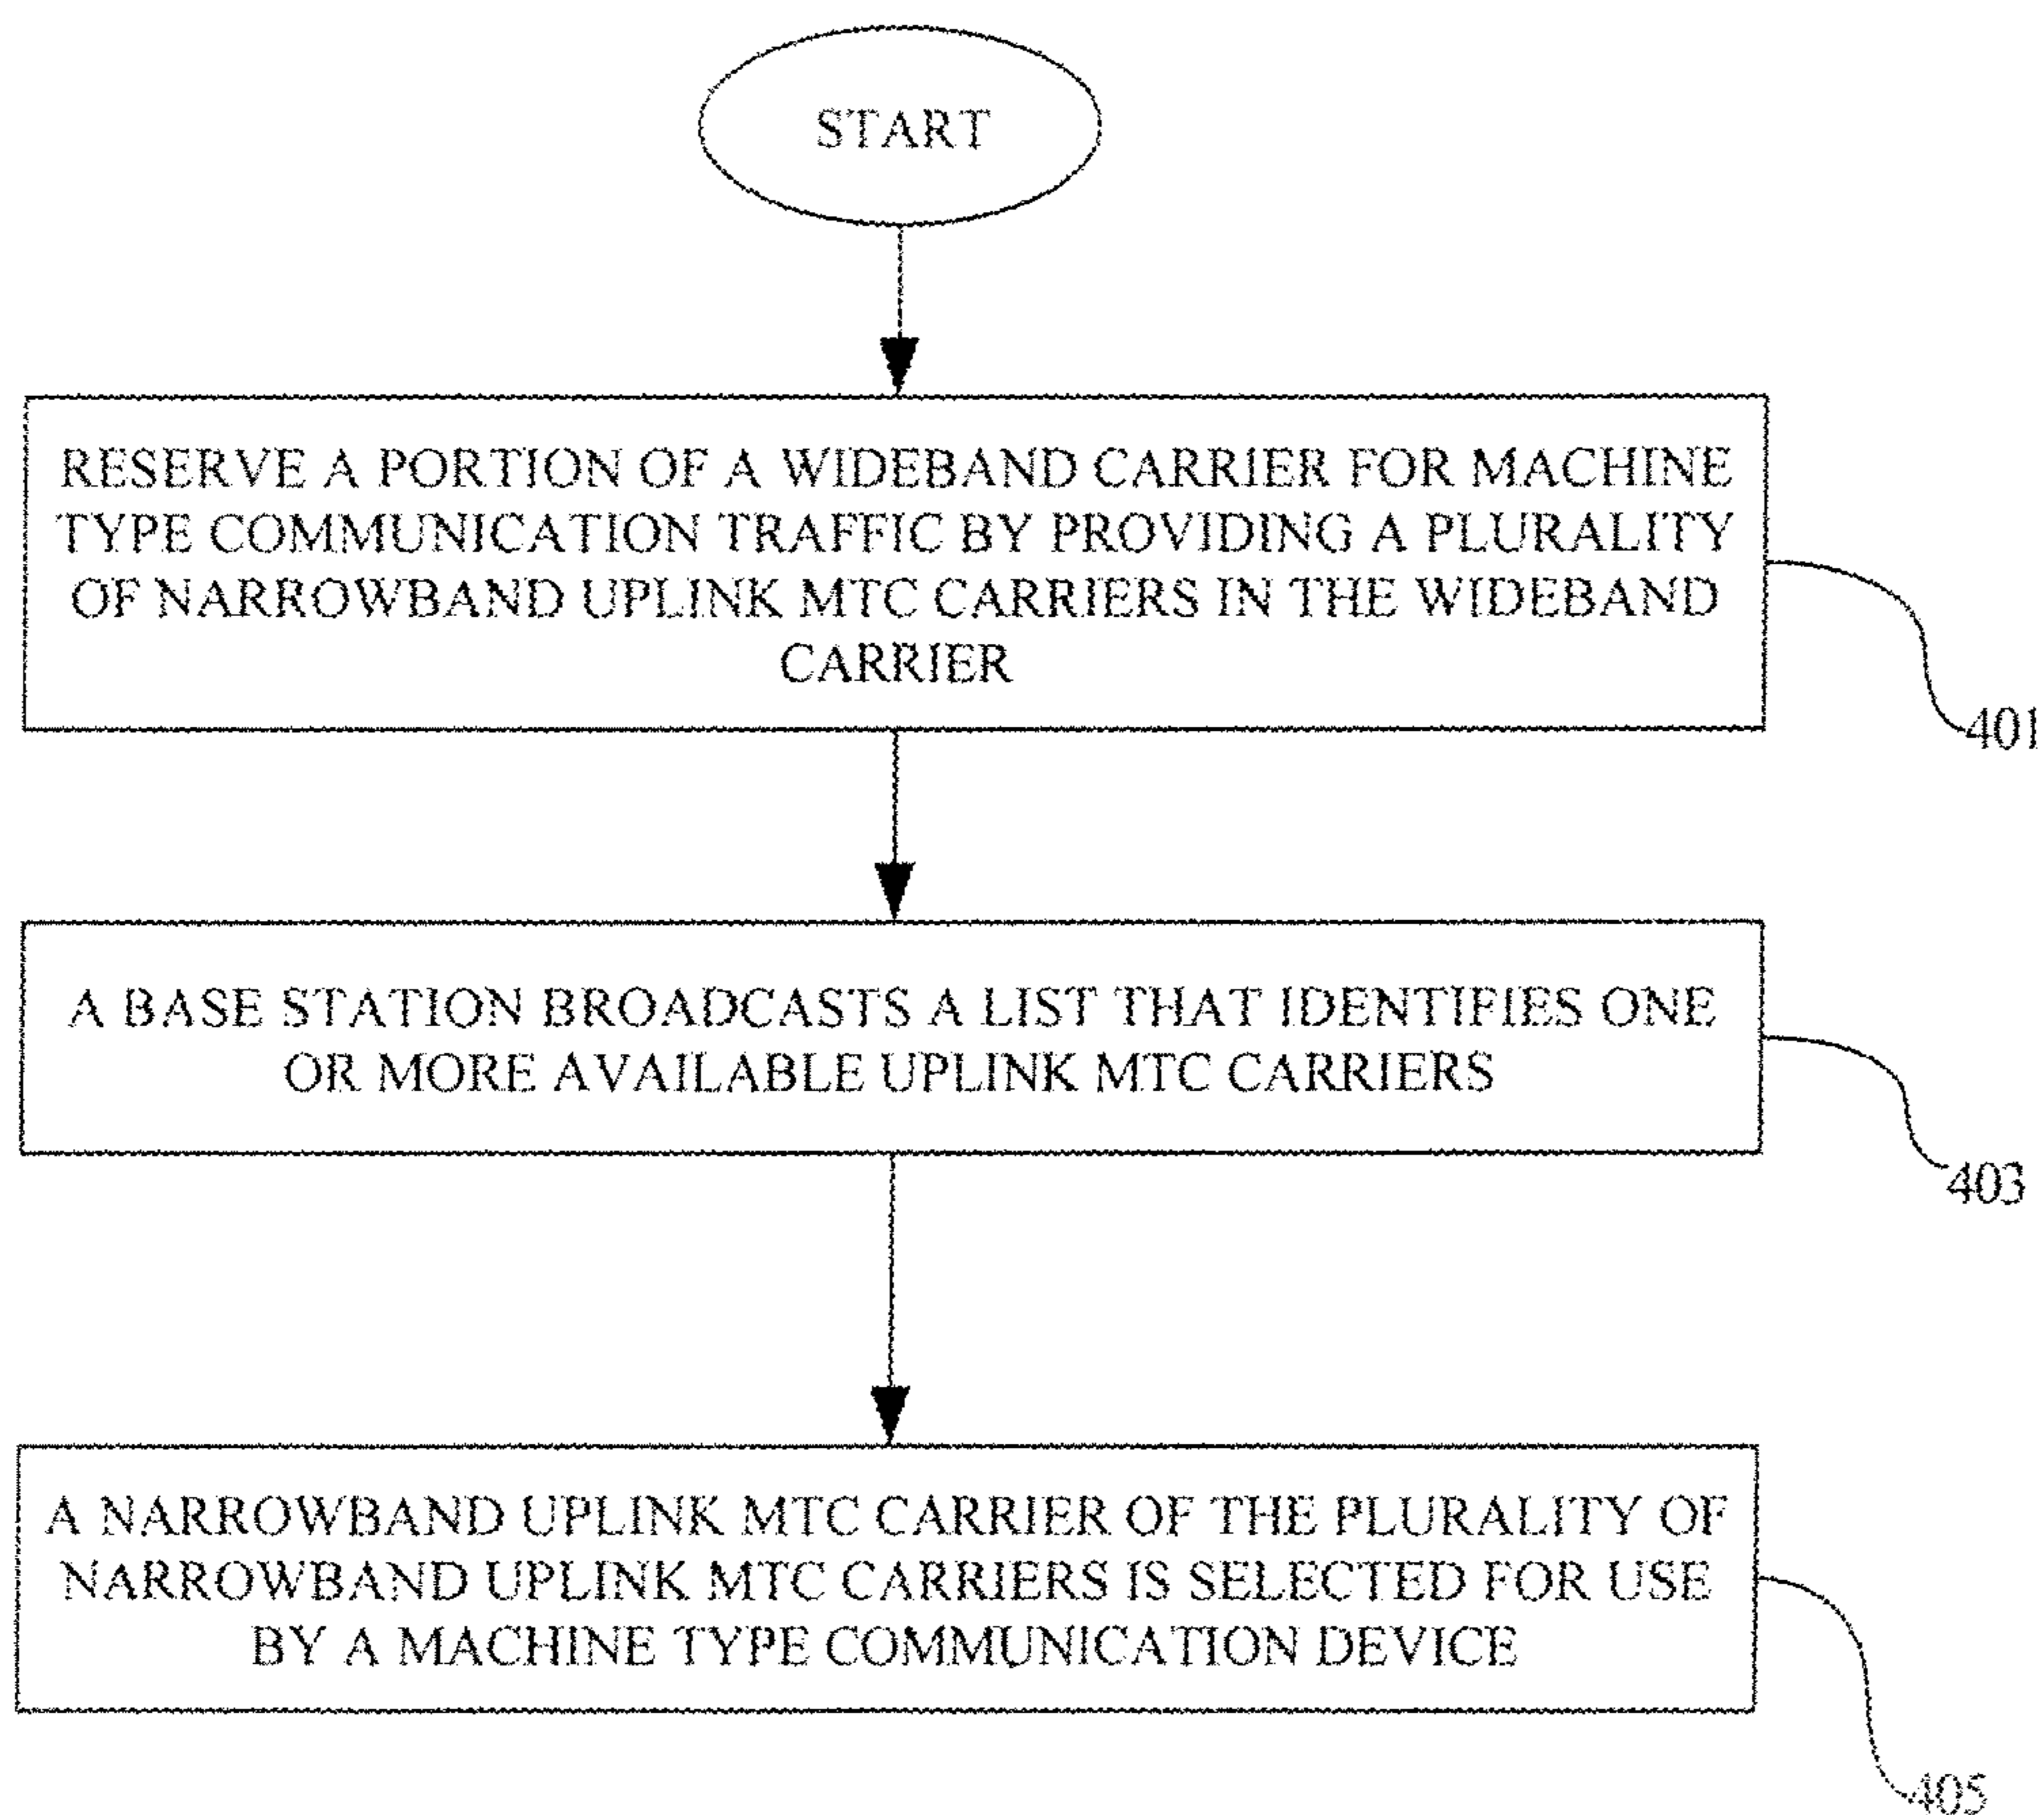 START
RESERVE A PORTION OF A WIDEBAND CARRIER FOR MACHINE
TYPE COMMUNICATION TRAFFIC BY PROVIDING A PLURALITY
OF NARROWBAND UPLINK MTC CARRIERS IN THE WIDEBAND
CARRIER
401
A BASE STATION BROADCASTS A LIST THAT IDENTIFIES ONE
OR MORE AVAILABLE UPLINK MTC CARRIERS
403
A NARROWBAND UPLINK MTC CARRIER OF THE PLURALITY OF
NARROWBAND UPLINK MTC CARRIERS IS SELECTED FOR USE
BY A MACHINE TYPE COMMUNICATION DEVICE
405